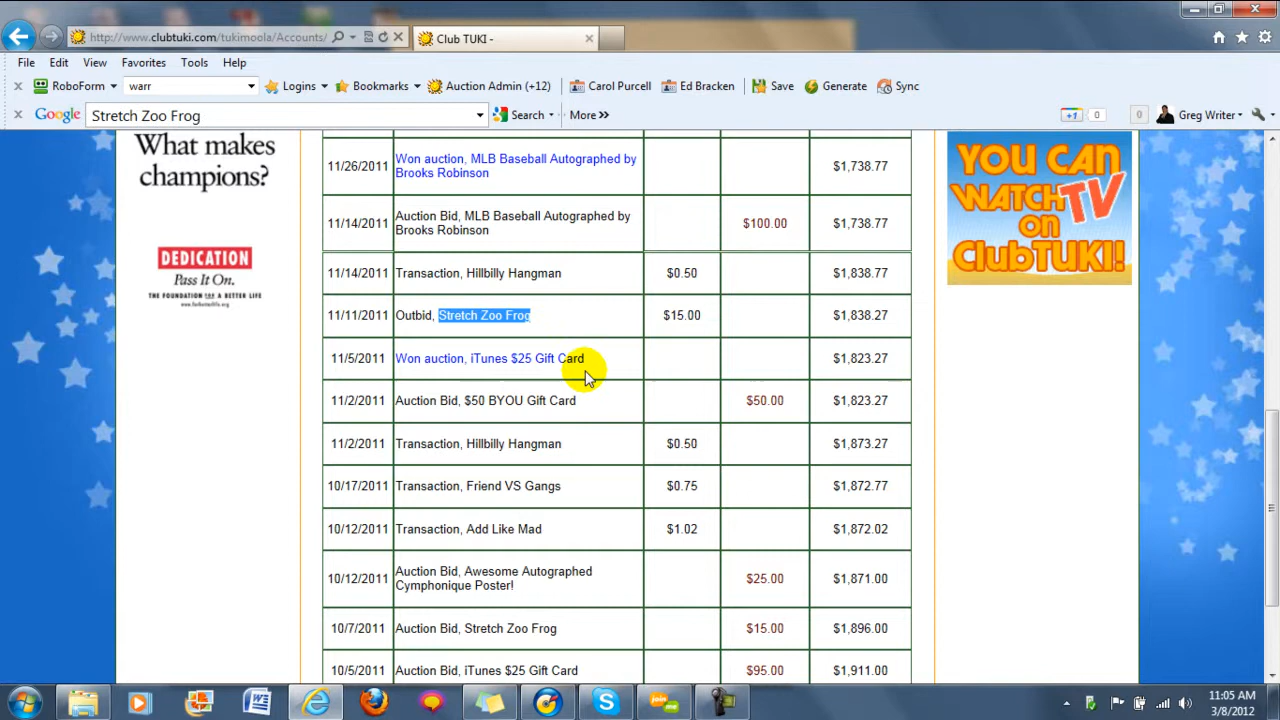 http://www.clubtuki.com/tukimoola/Accounts/
Club TUKI -
File Edit View Favorites Tools Help
RoboForm warr Logins Bookmarks Auction Admin (+12) Carol Purcell Ed Bracken Save Generate Sync
Google Stretch Zoo Frog Search More >> +1 0 0 Greg Writer
What makes
champions?
DEDICATION
Pass It On.
THE FOUNDATION FOR A BETTER LIFE
11/26/2011 Won auction, MLB Baseball Autographed by
Brooks Robinson $1,738.77
11/14/2011 Auction Bid, MLB Baseball Autographed by
Brooks Robinson $100.00 $1,738.77
11/14/2011 Transaction, Hillbilly Hangman $0.50 $1,838.77
11/11/2011 Outbid, Stretch Zoo Frog $15.00 $1,838.27
11/5/2011 Won auction, iTunes $25 Gift Card $1,823.27
11/2/2011 Auction Bid, $50 BYOU Gift Card $50.00 $1,823.27
11/2/2011 Transaction, Hillbilly Hangman $0.50 $1,873.27
10/17/2011 Transaction, Friend VS Gangs $0.75 $1,872.77
10/12/2011 Transaction, Add Like Mad $1.02 $1,872.02
10/12/2011 Auction Bid, Awesome Autographed
Cymphonique Poster! $25.00 $1,871.00
10/7/2011 Auction Bid, Stretch Zoo Frog $15.00 $1,896.00
10/5/2011 Auction Bid, iTunes $25 Gift Card $95.00 $1,911.00
YOU CAN
WATCH TV
on
ClubTUKI!
11:05 AM
3/8/2012